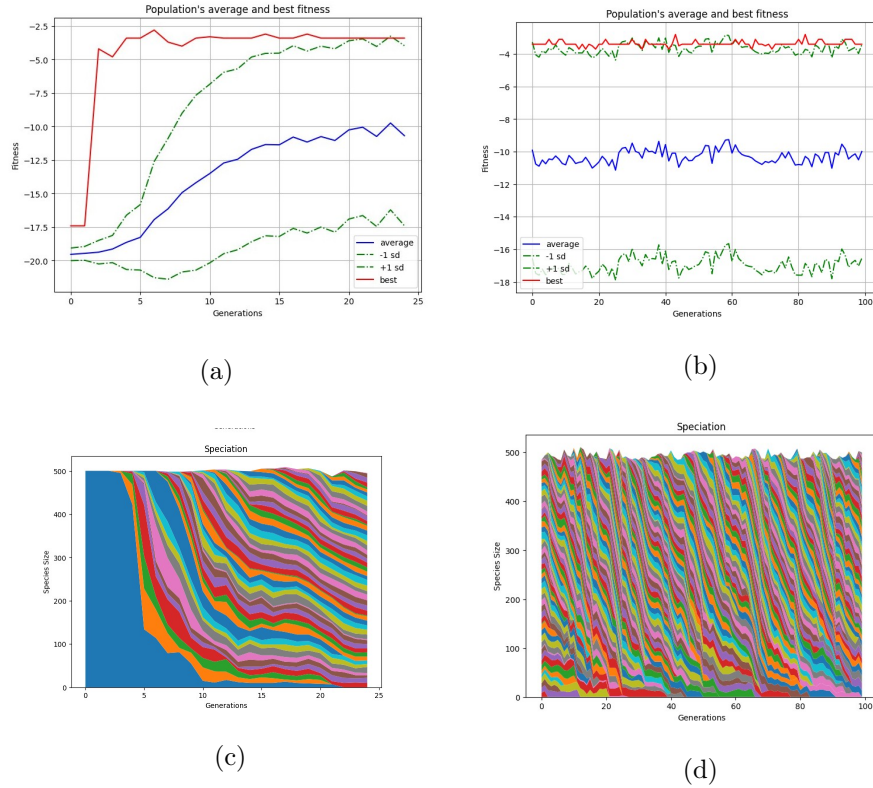 Population's average and best fitness
Fitness
−2.5
−5.0
−7.5
−10.0
−12.5
−15.0
−17.5
−20.0
average
-1 sd
+1 sd
best
0
5
10
15
20
25
Generations
(a)
Population's average and best fitness
Fitness
−4
−6
−8
−10
−12
−14
−16
−18
average
-1 sd
+1 sd
best
0
20
40
60
80
100
Generations
(b)
Speciation
Species Size
500
400
300
200
100
0
0
5
10
15
20
25
Generations
(c)
Speciation
Species Size
500
400
300
200
100
0
0
20
40
60
80
100
Generations
(d)